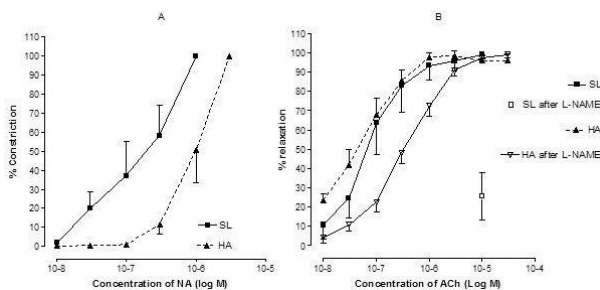 A
% Constriction
100
90
80
70
60
50
40
30
20
10
0
SL
HA
10-8
10-7
10-6
10-5
Concentration of NA (log M)
B
% relaxation
110
100
90
80
70
60
50
40
30
20
10
0
SL
SL after L-NAME
HA
HA after L-NAME
10-8
10-7
10-6
10-5
10-4
Concentration of ACh (Log M)